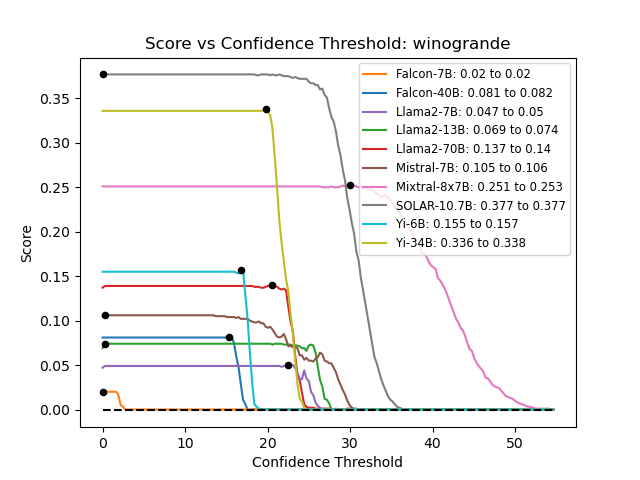 Score vs Confidence Threshold: winogrande
Falcon-7B: 0.02 to 0.02
Falcon-40B: 0.081 to 0.082
Llama2-7B: 0.047 to 0.05
Llama2-13B: 0.069 to 0.074
Llama2-70B: 0.137 to 0.14
Mistral-7B: 0.105 to 0.106
Mixtral-8x7B: 0.251 to 0.253
SOLAR-10.7B: 0.377 to 0.377
Yi-6B: 0.155 to 0.157
Yi-34B: 0.336 to 0.338
Score
0.35
0.30
0.25
0.20
0.15
0.10
0.05
0.00
0 10 20 30 40 50
Confidence Threshold